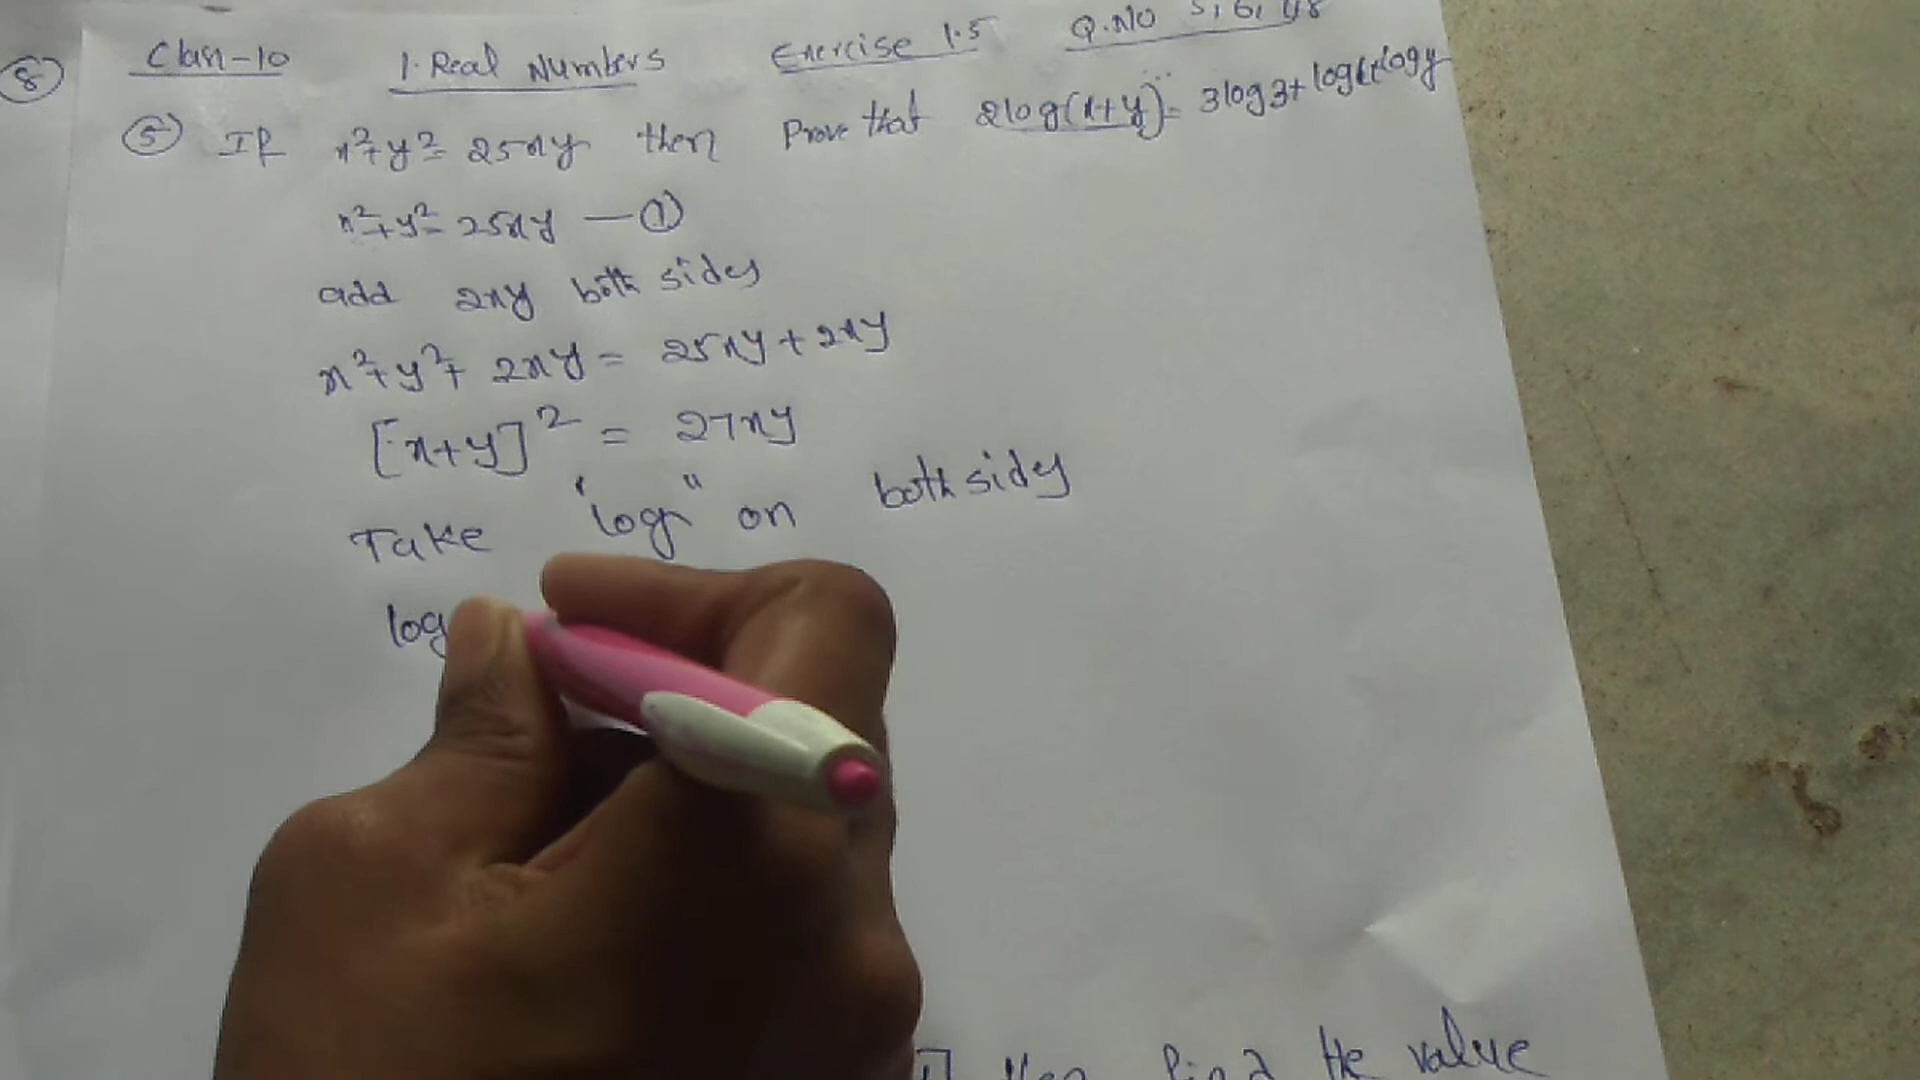 8 Class-10 1. Real Numbers Exercise 1.5 Q.No 5, 6,
5 If x²+y²= 25xy then Prove that 2log(x+y)= 3log3+logx+logy
x²+y²= 25xy — 1
add 2xy both sides
x²+y²+ 2xy = 25xy + 2xy
[x+y]² = 27xy
Take "log" on both sides
log
then find the value